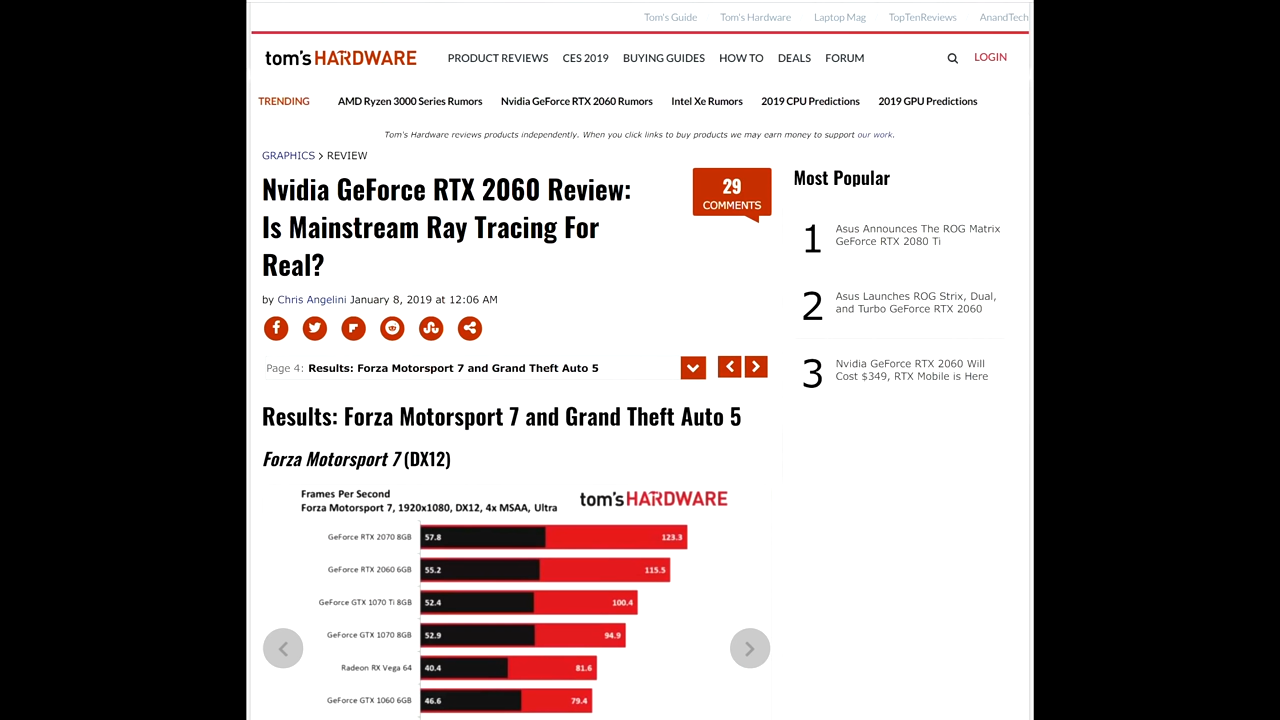 Tom's Guide Tom's Hardware Laptop Mag TopTenReviews AnandTech
tom's HARDWARE PRODUCT REVIEWS CES 2019 BUYING GUIDES HOW TO DEALS FORUM LOGIN
TRENDING AMD Ryzen 3000 Series Rumors Nvidia GeForce RTX 2060 Rumors Intel Xe Rumors 2019 CPU Predictions 2019 GPU Predictions
Tom's Hardware reviews products independently. When you click links to buy products we may earn money to support our work.
GRAPHICS > REVIEW
Nvidia GeForce RTX 2060 Review:
Is Mainstream Ray Tracing For
Real?
29
COMMENTS
by Chris Angelini January 8, 2019 at 12:06 AM
Page 4: Results: Forza Motorsport 7 and Grand Theft Auto 5
Results: Forza Motorsport 7 and Grand Theft Auto 5
Forza Motorsport 7 (DX12)
Frames Per Second
Forza Motorsport 7, 1920x1080, DX12, 4x MSAA, Ultra
tom's HARDWARE
GeForce RTX 2070 8GB 57.8 123.3
GeForce RTX 2060 6GB 55.2 115.5
GeForce GTX 1070 Ti 8GB 52.4 100.4
GeForce GTX 1070 8GB 52.9 94.9
Radeon RX Vega 64 40.4 81.6
GeForce GTX 1060 6GB 46.6 79.4
Most Popular
1 Asus Announces The ROG Matrix
GeForce RTX 2080 Ti
2 Asus Launches ROG Strix, Dual,
and Turbo GeForce RTX 2060
3 Nvidia GeForce RTX 2060 Will
Cost $349, RTX Mobile is Here